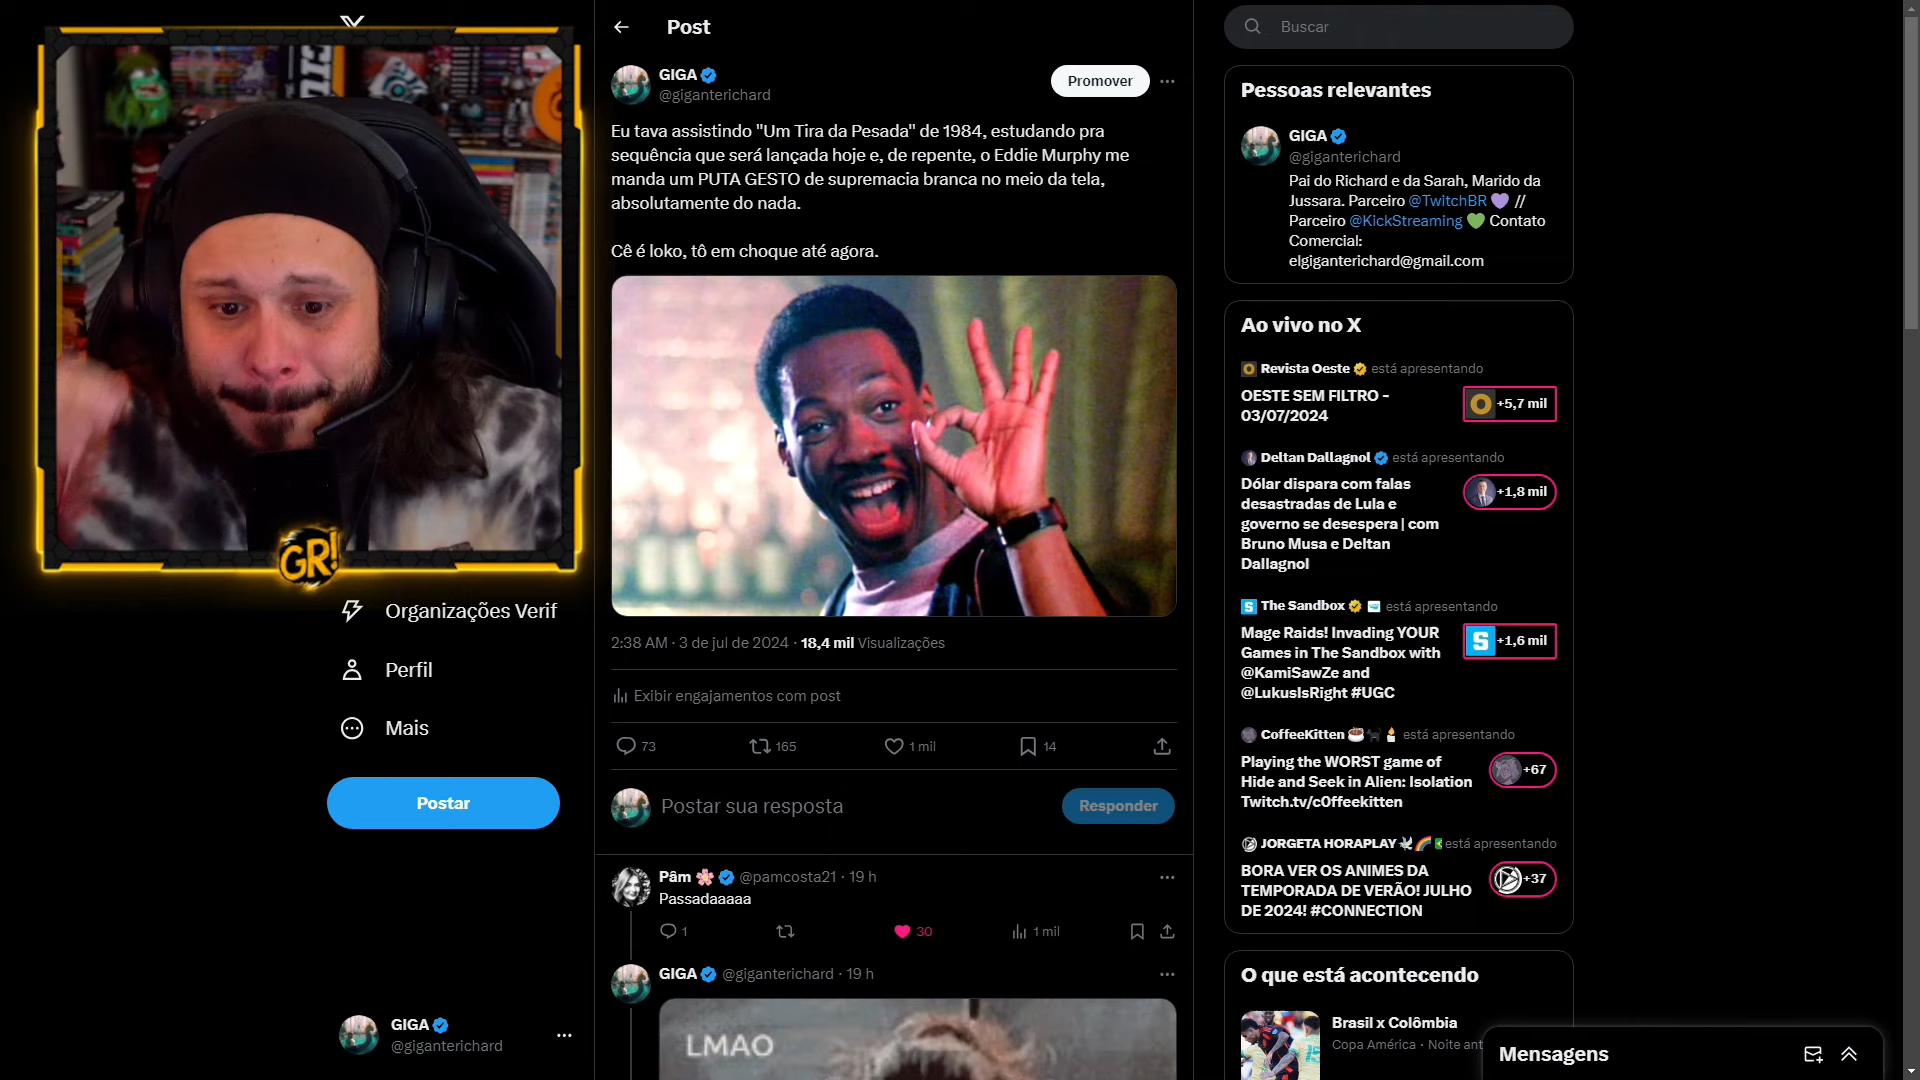 GR!
Organizações Verif
Perfil
Mais
Postar
GIGA
@giganterichard
Post
GIGA
@giganterichard
Promover
Eu tava assistindo "Um Tira da Pesada" de 1984, estudando pra
sequência que será lançada hoje e, de repente, o Eddie Murphy me
manda um PUTA GESTO de supremacia branca no meio da tela,
absolutamente do nada.
Cê é loko, tô em choque até agora.
2:38 AM · 3 de jul de 2024 · 18,4 mil Visualizações
Exibir engajamentos com post
73 165 1 mil 14
Postar sua resposta
Responder
Pâm @pamcosta21 · 19 h
Passadaaaaa
1 30 1 mil
GIGA @giganterichard · 19 h
LMAO
Buscar
Pessoas relevantes
GIGA
@giganterichard
Pai do Richard e da Sarah, Marido da
Jussara. Parceiro @TwitchBR //
Parceiro @KickStreaming Contato
Comercial:
elgiganterichard@gmail.com
Ao vivo no X
Revista Oeste está apresentando
OESTE SEM FILTRO -
03/07/2024
+5,7 mil
Deltan Dallagnol está apresentando
Dólar dispara com falas
desastradas de Lula e
governo se desespera | com
Bruno Musa e Deltan
Dallagnol
+1,8 mil
The Sandbox está apresentando
Mage Raids! Invading YOUR
Games in The Sandbox with
@KamiSawZe and
@LukusIsRight #UGC
+1,6 mil
CoffeeKitten está apresentando
Playing the WORST game of
Hide and Seek in Alien: Isolation
Twitch.tv/c0ffeekitten
+67
JORGETA HORAPLAY está apresentando
BORA VER OS ANIMES DA
TEMPORADA DE VERÃO! JULHO
DE 2024! #CONNECTION
+37
O que está acontecendo
Brasil x Colômbia
Copa América · Noite ant
Mensagens